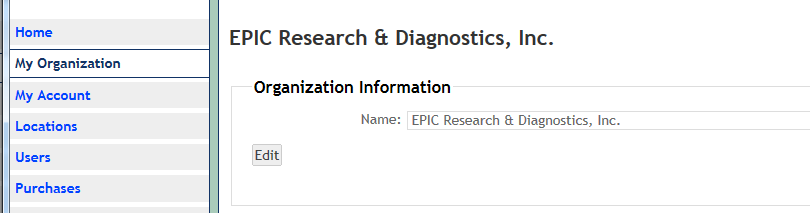 Home
My Organization
My Account
Locations
Users
Purchases
EPIC Research & Diagnostics, Inc.
Organization Information
Name: EPIC Research & Diagnostics, Inc.
Edit